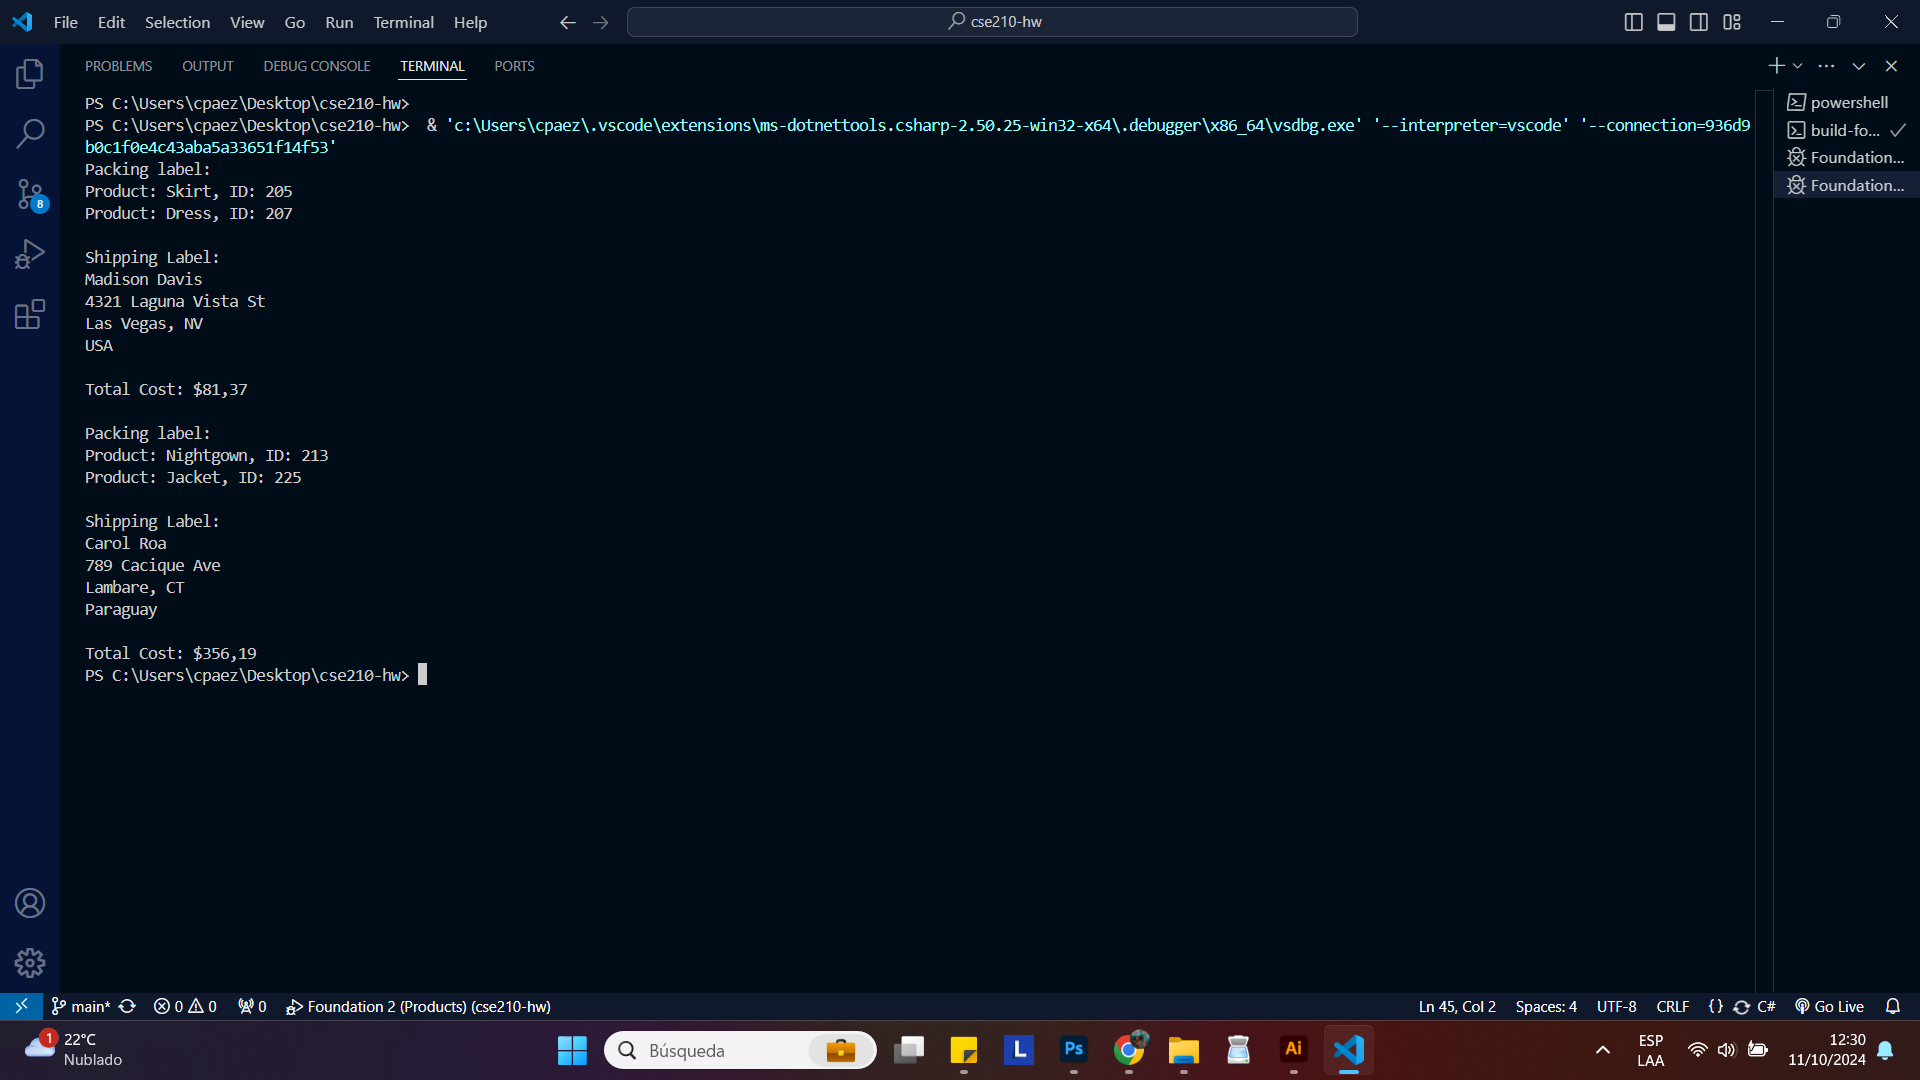 File Edit Selection View Go Run Terminal Help
cse210-hw
PROBLEMS OUTPUT DEBUG CONSOLE TERMINAL PORTS
PS C:\Users\cpaez\Desktop\cse210-hw>
PS C:\Users\cpaez\Desktop\cse210-hw>  & 'c:\Users\cpaez\.vscode\extensions\ms-dotnettools.csharp-2.50.25-win32-x64\.debugger\x86_64\vsdbg.exe' '--interpreter=vscode' '--connection=936d9
b0c1f0e4c43aba5a33651f14f53'
Packing label:
Product: Skirt, ID: 205
Product: Dress, ID: 207
Shipping Label:
Madison Davis
4321 Laguna Vista St
Las Vegas, NV
USA
Total Cost: $81,37
Packing label:
Product: Nightgown, ID: 213
Product: Jacket, ID: 225
Shipping Label:
Carol Roa
789 Cacique Ave
Lambare, CT
Paraguay
Total Cost: $356,19
PS C:\Users\cpaez\Desktop\cse210-hw>
powershell
build-fo...
Foundation...
Foundation...
8
main* 0 0 0 Foundation 2 (Products) (cse210-hw)
Ln 45, Col 2 Spaces: 4 UTF-8 CRLF {} C# Go Live
1
22°C
Nublado
Búsqueda
L
Ps
Ai
ESP
LAA
12:30
11/10/2024